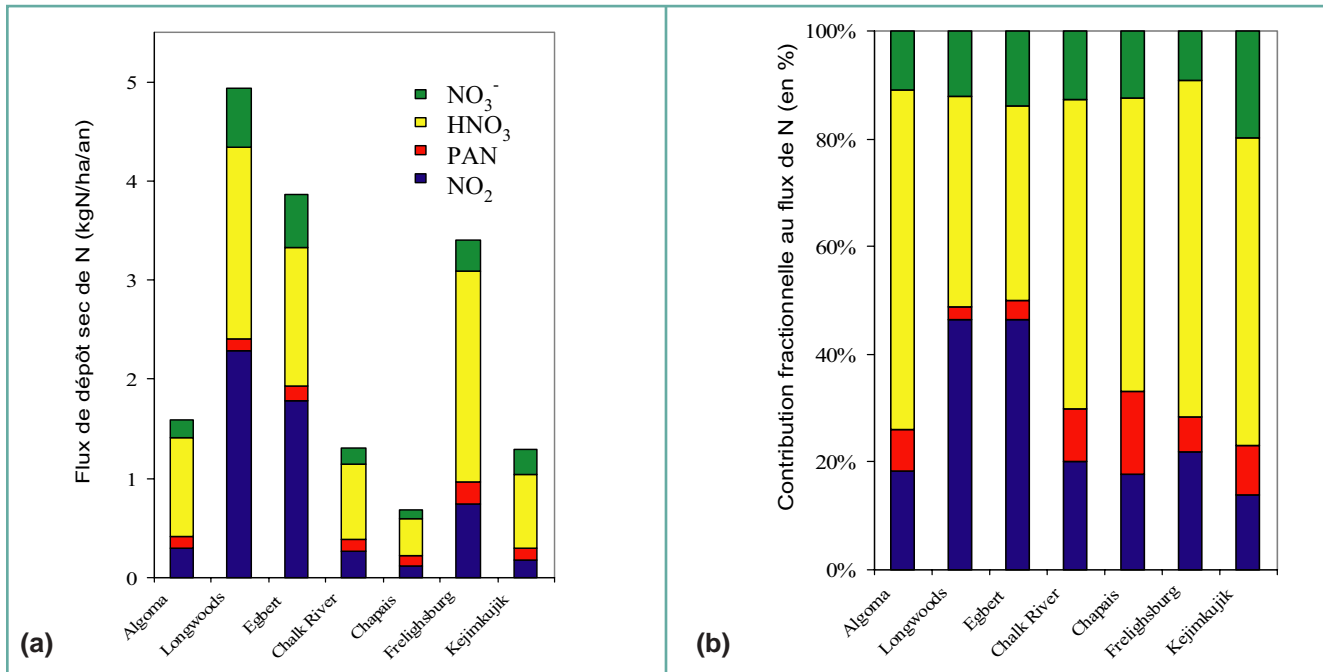 Flux de dépôt sec de N (kgN/ha/an)
5
4
3
2
1
0
NO₃⁻
HNO₃
PAN
NO₂
Algoma
Longwoods
Egbert
Chalk River
Chapais
Frelighsburg
Kejimkujik
(a)
Contribution fractionnelle au flux de N (en %)
100%
80%
60%
40%
20%
0%
Algoma
Longwoods
Egbert
Chalk River
Chapais
Frelighsburg
Kejimkujik
(b)